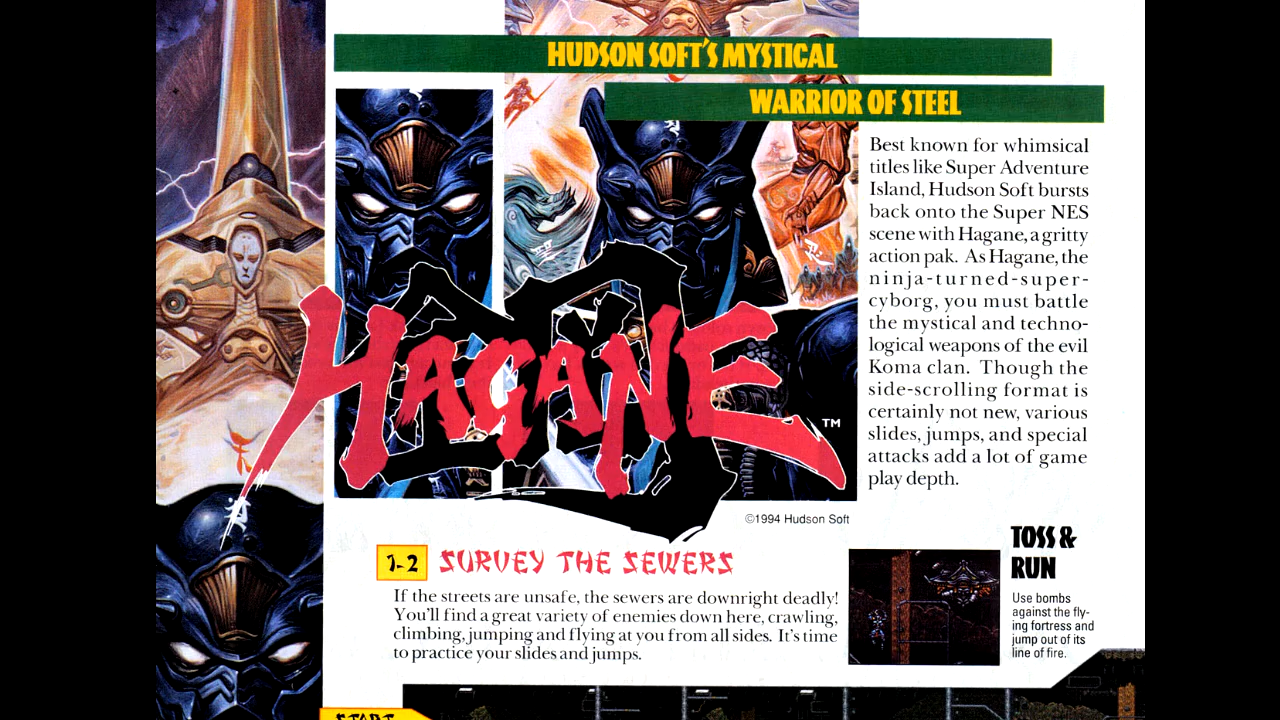 HUDSON SOFT'S MYSTICAL
WARRIOR OF STEEL
Best known for whimsical
titles like Super Adventure
Island, Hudson Soft bursts
back onto the Super NES
scene with Hagane, a gritty
action pak. As Hagane, the
ninja-turned-super-
cyborg, you must battle
the mystical and techno-
logical weapons of the evil
Koma clan. Though the
side-scrolling format is
certainly not new, various
slides, jumps, and special
attacks add a lot of game
play depth.
HAGANE
TM
©1994 Hudson Soft
1-2 SURVEY THE SEWERS
If the streets are unsafe, the sewers are downright deadly!
You'll find a great variety of enemies down here, crawling,
climbing, jumping and flying at you from all sides. It's time
to practice your slides and jumps.
TOSS &
RUN
Use bombs
against the fly-
ing fortress and
jump out of its
line of fire.
START